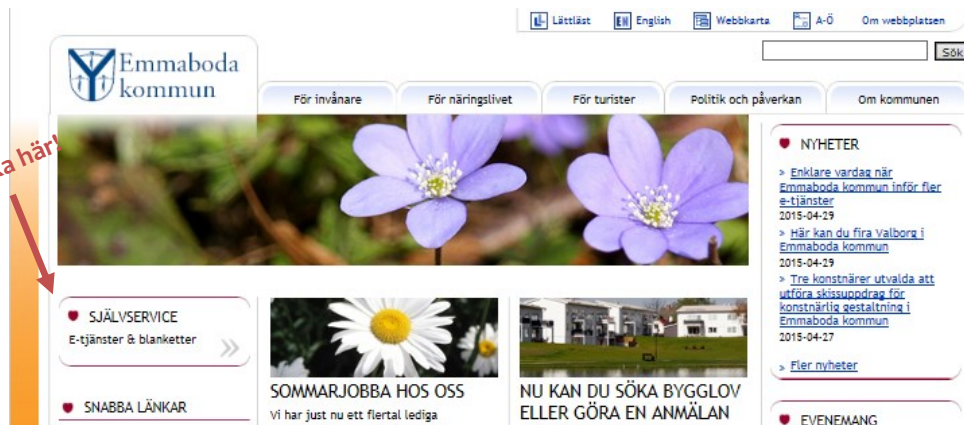 Lättläst English Webbkarta A-Ö Om webbplatsen
Sök
Emmaboda
kommun
För invånare För näringslivet För turister Politik och påverkan Om kommunen
här!
NYHETER
» Enklare vardag när
Emmaboda kommun inför fler
e-tjänster
2015-04-29
» Här kan du fira Valborg i
Emmaboda kommun
2015-04-29
» Tre konstnärer utvalda att
utföra skissuppdrag för
konstnärlig gestaltning i
Emmaboda kommun
2015-04-27
» Fler nyheter
SJÄLVSERVICE
E-tjänster & blanketter
SNABBA LÄNKAR
SOMMARJOBBA HOS OSS
Vi har just nu ett flertal lediga
NU KAN DU SÖKA BYGGLOV
ELLER GÖRA EN ANMÄLAN
EVENEMANG